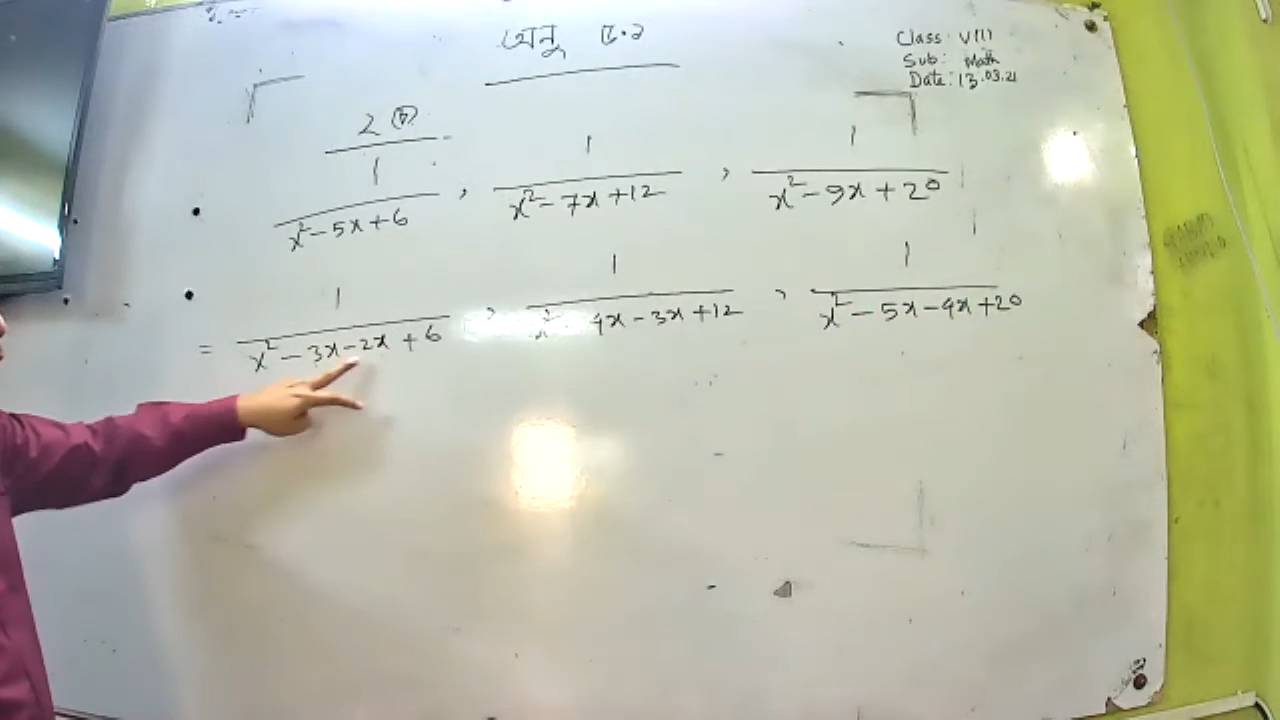 অনু ৫.২
Class: VIII
Sub: Math
Date: 13.03.21
2
1/(x²-5x+6) , 1/(x²-7x+12) , 1/(x²-9x+20)
= 1/(x²-3x-2x+6) , 1/(x² 4x-3x+12) , 1/(x²-5x-4x+20)